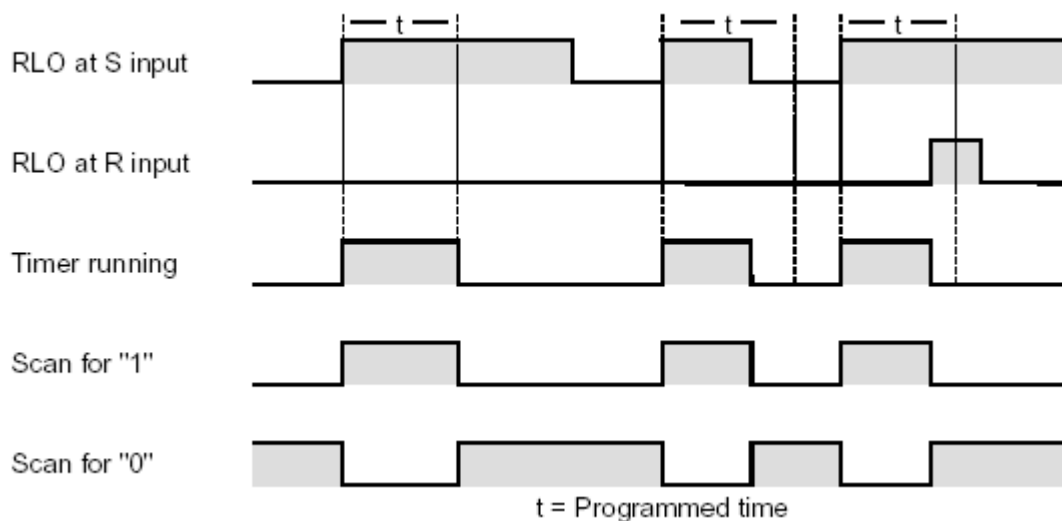 t t t
RLO at S input
RLO at R input
Timer running
Scan for "1"
Scan for "0"
t = Programmed time